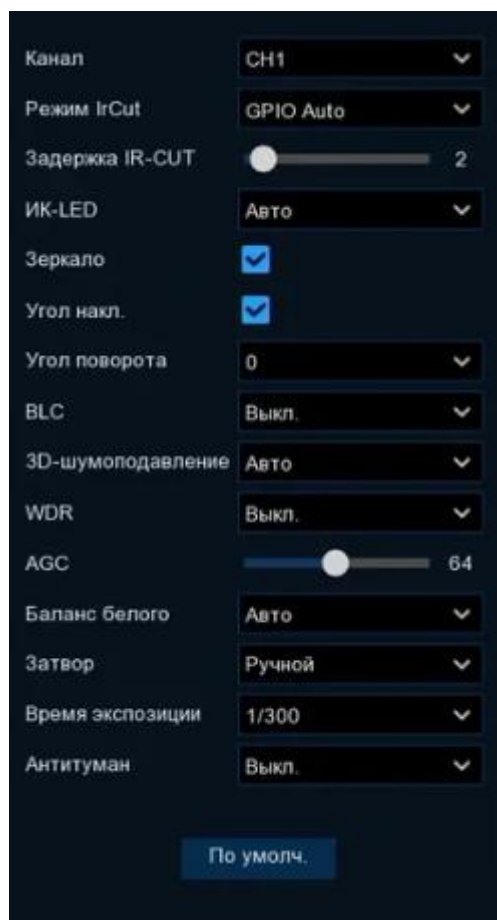 Канал CH1
Режим IrCut GPIO Auto
Задержка IR-CUT 2
ИК-LED Авто
Зеркало
Угол накл.
Угол поворота 0
BLC Выкл.
3D-шумоподавление Авто
WDR Выкл.
AGC 64
Баланс белого Авто
Затвор Ручной
Время экспозиции 1/300
Антитуман Выкл.
По умолч.